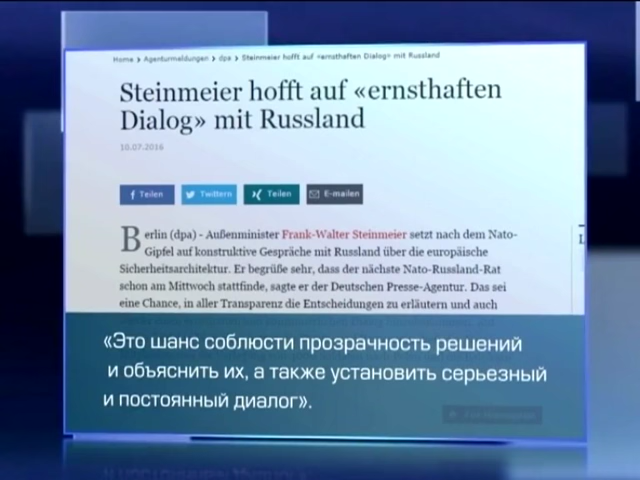 Home > Agenturmeldungen > dpa > Steinmeier hofft auf «ernsthaften Dialog» mit Russland
Steinmeier hofft auf «ernsthaften
Dialog» mit Russland
10.07.2016
Teilen Twittern Teilen E-mailen
Berlin (dpa) - Außenminister Frank-Walter Steinmeier setzt nach dem Nato-
Gipfel auf konstruktive Gespräche mit Russland über die europäische
Sicherheitsarchitektur. Er begrüße sehr, dass der nächste Nato-Russland-Rat
schon am Mittwoch stattfinde, sagte er der Deutschen Presse-Agentur. Das sei
eine Chance, in aller Transparenz die Entscheidungen zu erläutern und auch
«Это шанс соблюсти прозрачность решений
и объяснить их, а также установить серьезный
и постоянный диалог».